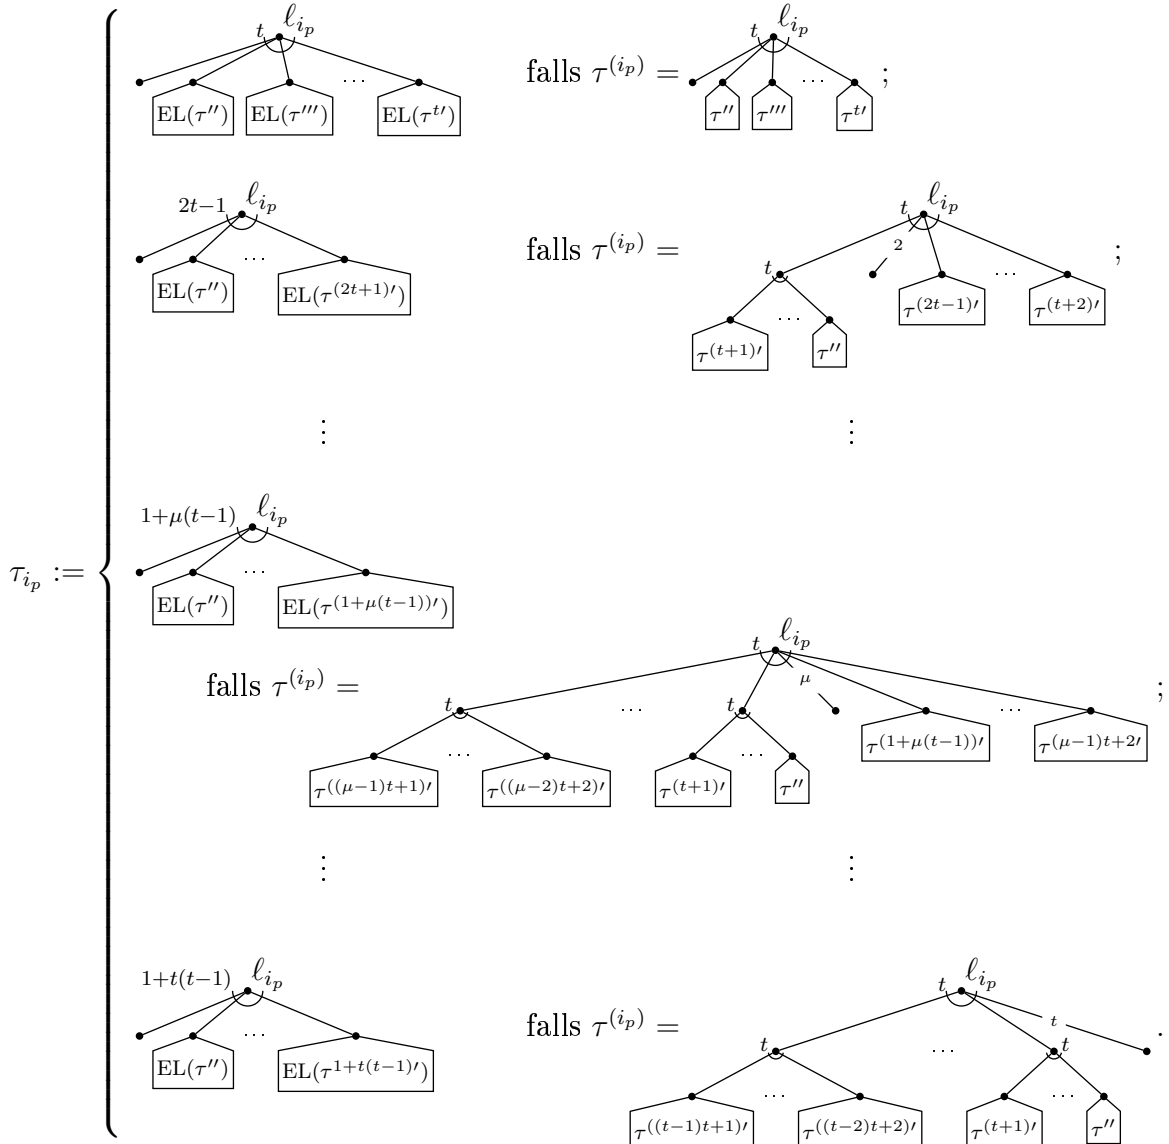 t ℓ_{i_p} t ℓ_{i_p}
··· falls τ^{(i_p)} = ··· ;
EL(τ'') EL(τ''') EL(τ^{t′}) τ'' τ''' τ^{t′}
2t−1 ℓ_{i_p} t ℓ_{i_p}
··· falls τ^{(i_p)} = t 2 ··· ;
EL(τ'') EL(τ^{(2t+1)′}) ··· τ^{(2t−1)′} τ^{(t+2)′}
τ^{(t+1)′} τ''
⋮ ⋮
1+μ(t−1) ℓ_{i_p}
τ_{i_p} := { ···
EL(τ'') EL(τ^{(1+μ(t−1))′})
t ℓ_{i_p}
falls τ^{(i_p)} = t ··· t μ ··· ;
··· ··· τ^{(1+μ(t−1))′} τ^{(μ−1)t+2′}
τ^{((μ−1)t+1)′} τ^{((μ−2)t+2)′} τ^{(t+1)′} τ''
⋮ ⋮
1+t(t−1) ℓ_{i_p} t ℓ_{i_p}
··· falls τ^{(i_p)} = t ··· t t .
EL(τ'') EL(τ^{1+t(t−1)′}) ··· ···
τ^{((t−1)t+1)′} τ^{((t−2)t+2)′} τ^{(t+1)′} τ''